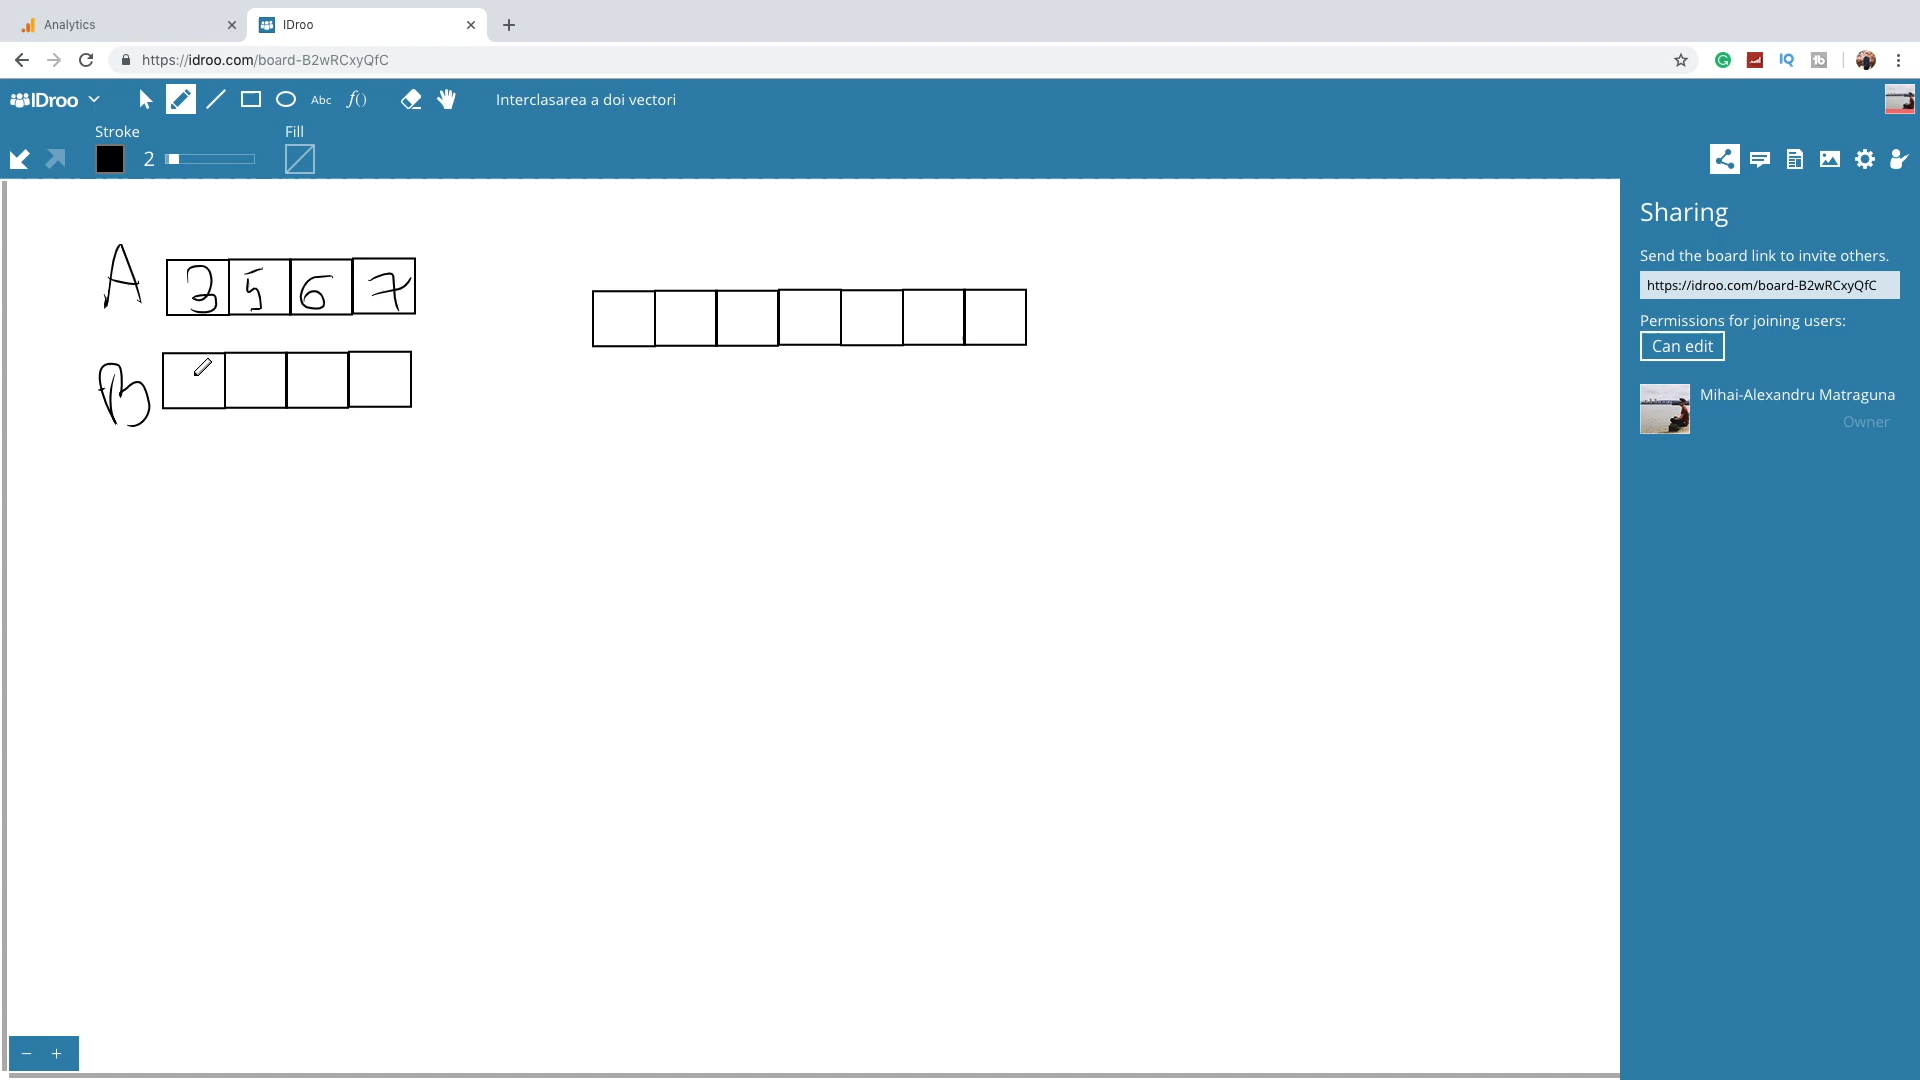 Analytics
IDroo
https://idroo.com/board-B2wRCxyQfC
IDroo
Abc
f()
Interclasarea a doi vectori
Stroke
Fill
2
Sharing
Send the board link to invite others.
https://idroo.com/board-B2wRCxyQfC
Permissions for joining users:
Can edit
Mihai-Alexandru Matraguna
Owner
A 3 5 6 7
B
− +